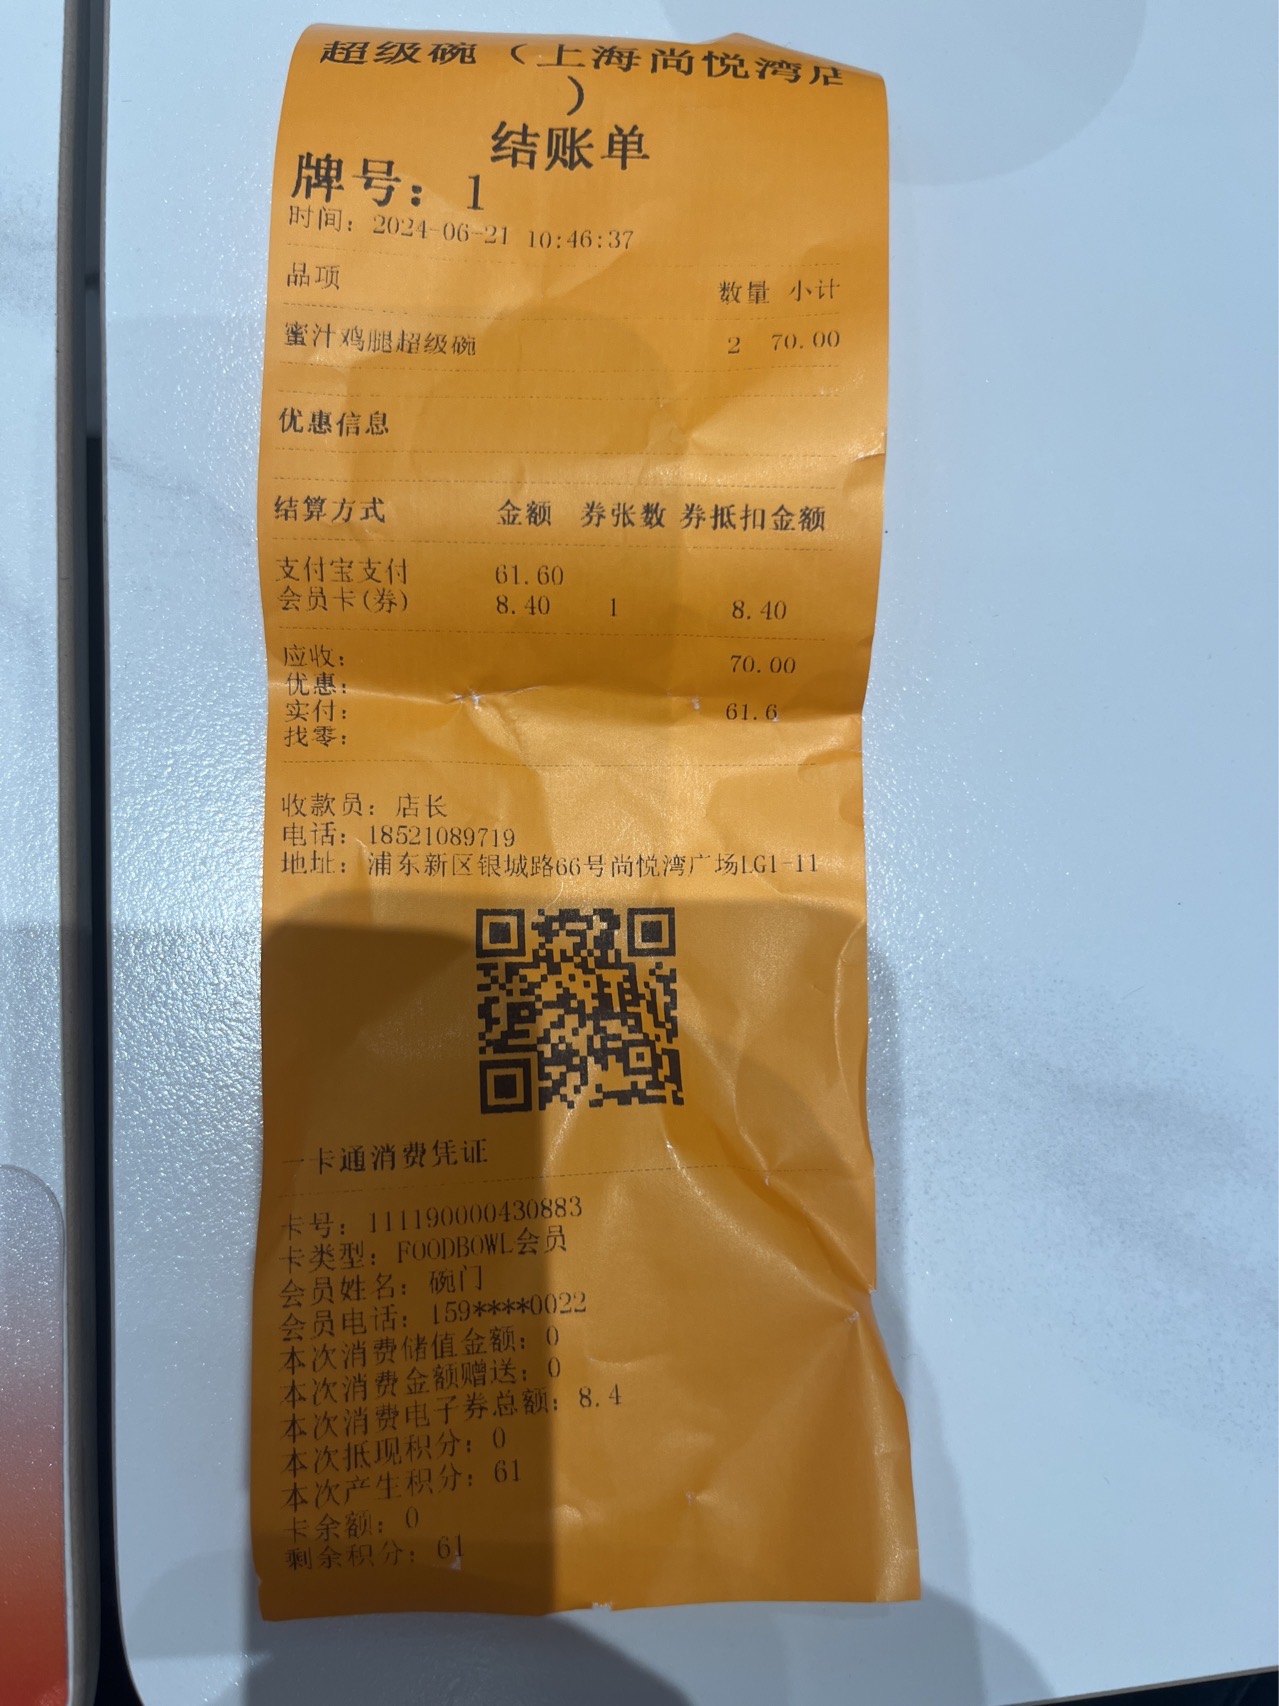 超级碗（上海尚悦湾店
）
结账单
牌号：1
时间：2024-06-21 10:46:37
品项 数量 小计
蜜汁鸡腿超级碗 2 70.00
优惠信息
结算方式 金额 券张数 券抵扣金额
支付宝支付 61.60
会员卡(券) 8.40 1 8.40
应收： 70.00
优惠：
实付： 61.6
找零：
收款员：店长
电话：18521089719
地址：浦东新区银城路66号尚悦湾广场LG1-11
一卡通消费凭证
卡号：111190000430883
卡类型：FOODBOWL会员
会员姓名：碗门
会员电话：159****0022
本次消费储值金额：0
本次消费金额赠送：0
本次消费电子券总额：8.4
本次抵现积分：0
本次产生积分：61
卡余额：0
剩余积分：61